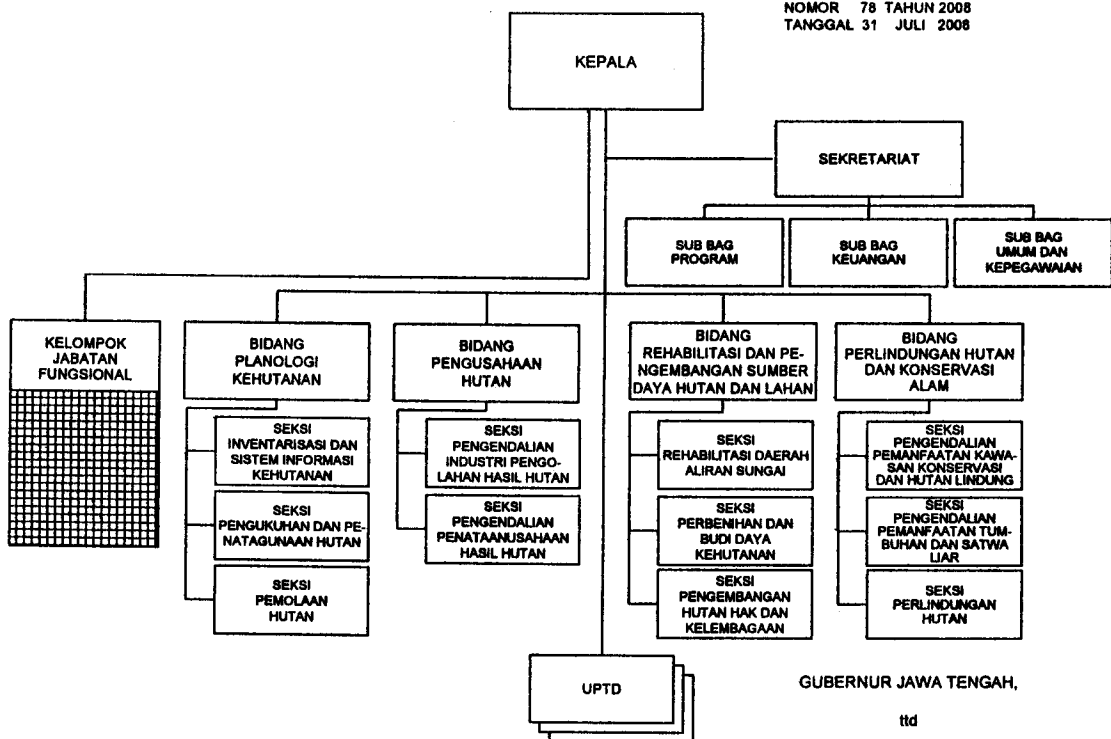 NOMOR 78 TAHUN 2008
TANGGAL 31 JULI 2008
KEPALA
SEKRETARIAT
SUB BAG
PROGRAM
SUB BAG
KEUANGAN
SUB BAG
UMUM DAN
KEPEGAWAIAN
KELOMPOK
JABATAN
FUNGSIONAL
BIDANG
PLANOLOGI
KEHUTANAN
SEKSI
INVENTARISASI DAN
SISTEM INFORMASI
KEHUTANAN
SEKSI
PENGUKUHAN DAN PE-
NATAGUNAAN HUTAN
SEKSI
PEMOLAAN
HUTAN
BIDANG
PENGUSAHAAN
HUTAN
SEKSI
PENGENDALIAN
INDUSTRI PENGO-
LAHAN HASIL HUTAN
SEKSI
PENGENDALIAN
PENATAANUSAHAAN
HASIL HUTAN
BIDANG
REHABILITASI DAN PE-
NGEMBANGAN SUMBER
DAYA HUTAN DAN LAHAN
SEKSI
REHABILITASI DAERAH
ALIRAN SUNGAI
SEKSI
PERBENIHAN DAN
BUDI DAYA
KEHUTANAN
SEKSI
PENGEMBANGAN
HUTAN HAK DAN
KELEMBAGAAN
BIDANG
PERLINDUNGAN HUTAN
DAN KONSERVASI
ALAM
SEKSI
PENGENDALIAN
PEMANFAATAN KAWA-
SAN KONSERVASI
DAN HUTAN LINDUNG
SEKSI
PENGENDALIAN
PEMANFAATAN TUM-
BUHAN DAN SATWA
LIAR
SEKSI
PERLINDUNGAN
HUTAN
UPTD
GUBERNUR JAWA TENGAH,
ttd